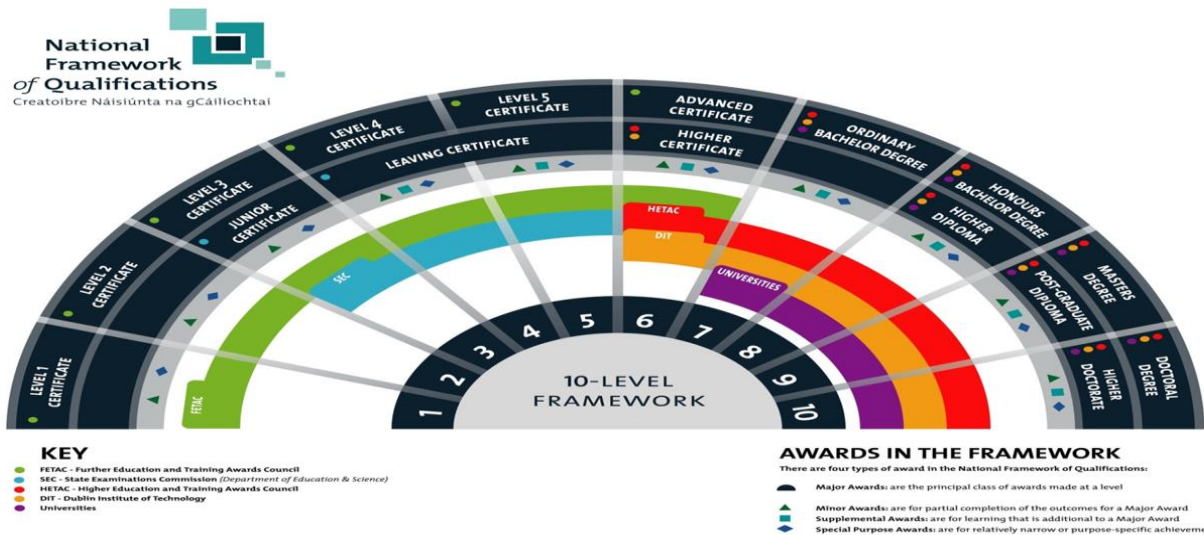 National
Framework
of Qualifications
Creatoibre Náisiúnta na gCáilíochtaí
LEVEL 1
CERTIFICATE
LEVEL 2
CERTIFICATE
LEVEL 3
CERTIFICATE
JUNIOR
CERTIFICATE
LEVEL 4
CERTIFICATE
LEVEL 5
CERTIFICATE
LEAVING CERTIFICATE
ADVANCED
CERTIFICATE
HIGHER
CERTIFICATE
ORDINARY
BACHELOR DEGREE
HONOURS
BACHELOR DEGREE
HIGHER
DIPLOMA
MASTERS
DEGREE
POST-GRADUATE
DIPLOMA
DOCTORAL
DEGREE
HIGHER
DOCTORATE
FETAC
SEC
HETAC
DIT
UNIVERSITIES
1
2
3
4
5
6
7
8
9
10
10-LEVEL
FRAMEWORK
KEY
FETAC - Further Education and Training Awards Council
SEC - State Examinations Commission (Department of Education & Science)
HETAC - Higher Education and Training Awards Council
DIT - Dublin Institute of Technology
Universities
AWARDS IN THE FRAMEWORK
There are four types of award in the National Framework of Qualifications:
Major Awards: are the principal class of awards made at a level
Minor Awards: are for partial completion of the outcomes for a Major Award
Supplemental Awards: are for learning that is additional to a Major Award
Special Purpose Awards: are for relatively narrow or purpose-specific achieveme